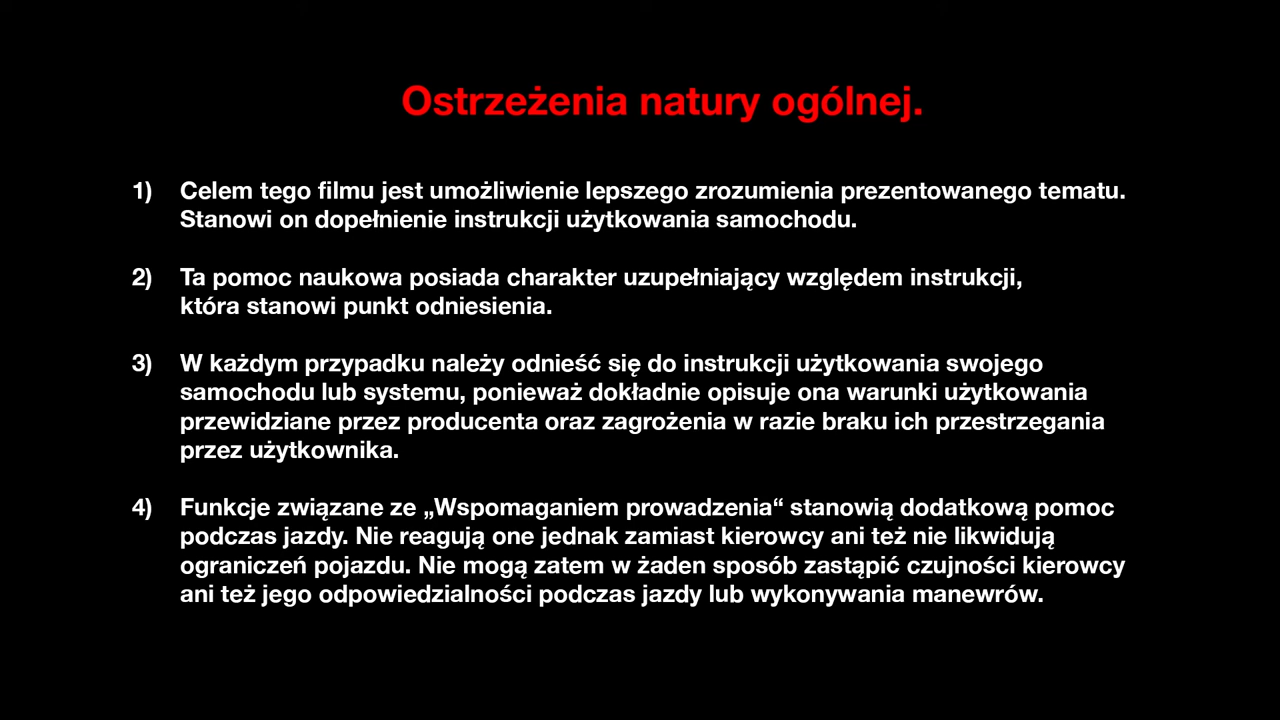 Ostrzeżenia natury ogólnej.
1) Celem tego filmu jest umożliwienie lepszego zrozumienia prezentowanego tematu.
Stanowi on dopełnienie instrukcji użytkowania samochodu.
2) Ta pomoc naukowa posiada charakter uzupełniający względem instrukcji,
która stanowi punkt odniesienia.
3) W każdym przypadku należy odnieść się do instrukcji użytkowania swojego
samochodu lub systemu, ponieważ dokładnie opisuje ona warunki użytkowania
przewidziane przez producenta oraz zagrożenia w razie braku ich przestrzegania
przez użytkownika.
4) Funkcje związane ze „Wspomaganiem prowadzenia“ stanowią dodatkową pomoc
podczas jazdy. Nie reagują one jednak zamiast kierowcy ani też nie likwidują
ograniczeń pojazdu. Nie mogą zatem w żaden sposób zastąpić czujności kierowcy
ani też jego odpowiedzialności podczas jazdy lub wykonywania manewrów.